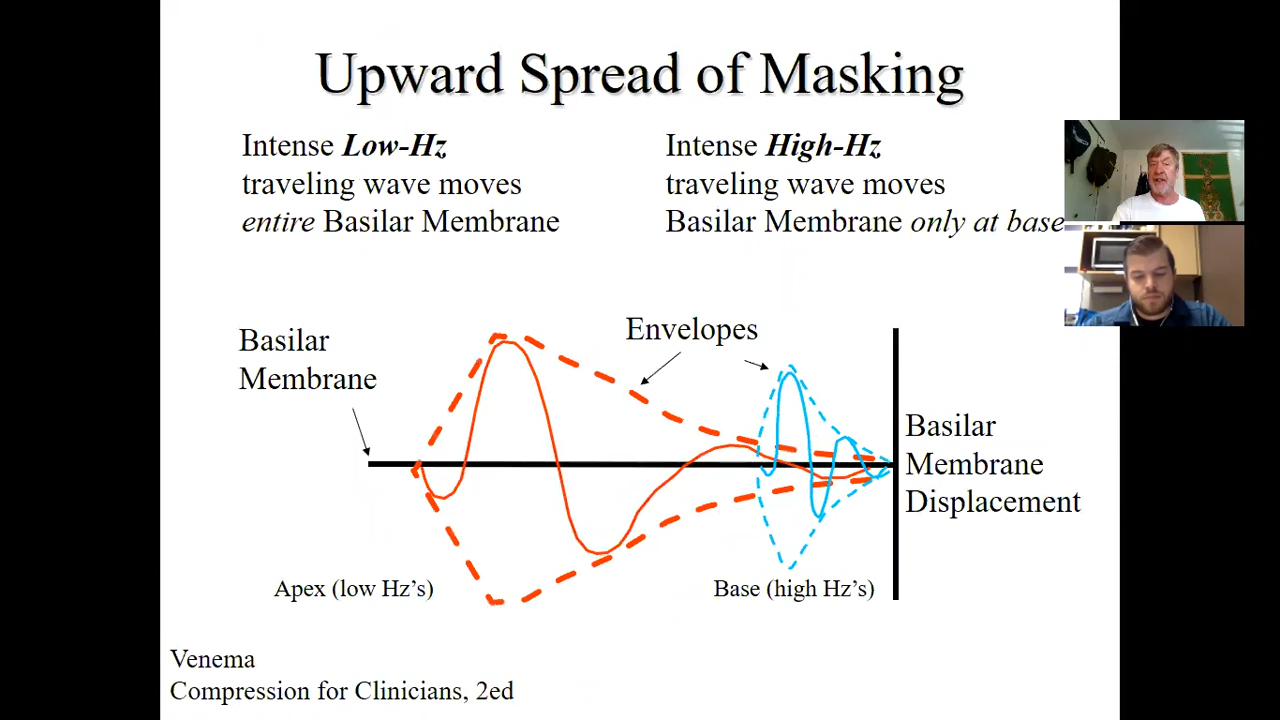 Upward Spread of Masking
Intense Low-Hz
traveling wave moves
entire Basilar Membrane
Intense High-Hz
traveling wave moves
Basilar Membrane only at base
Basilar
Membrane
Envelopes
Basilar
Membrane
Displacement
Apex (low Hz’s)
Base (high Hz’s)
Venema
Compression for Clinicians, 2ed